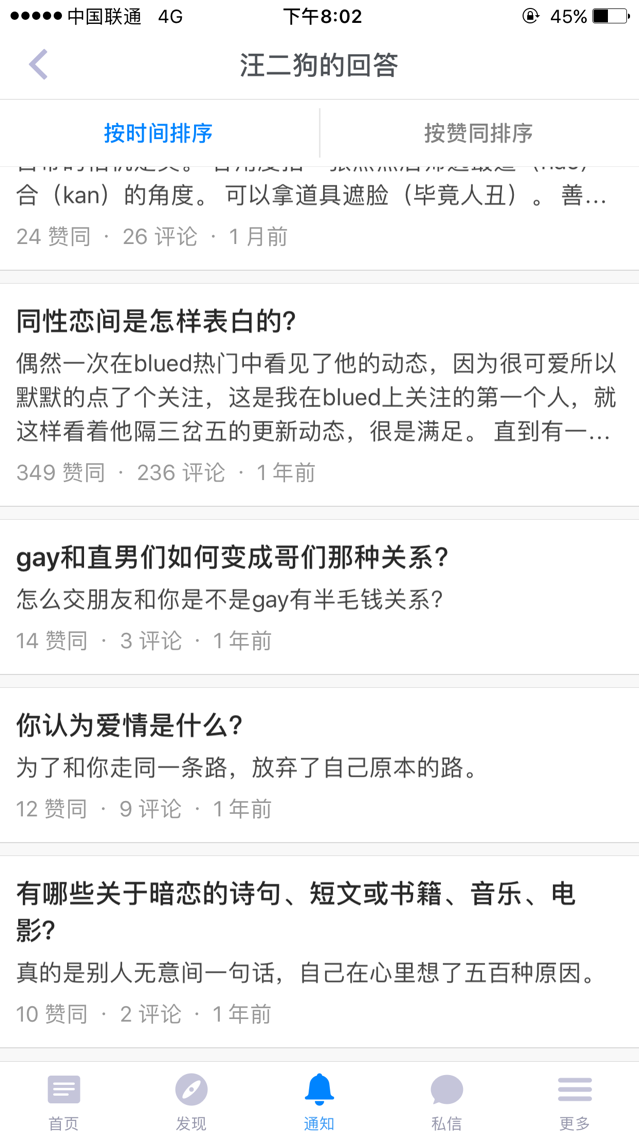 中国联通 4G 下午8:02 45%
汪二狗的回答
按时间排序 按赞同排序
合（kan）的角度。 可以拿道具遮脸（毕竟人丑）。 善...
24 赞同 · 26 评论 · 1 月前
同性恋间是怎样表白的?
偶然一次在blued热门中看见了他的动态，因为很可爱所以
默默的点了个关注，这是我在blued上关注的第一个人，就
这样看着他隔三岔五的更新动态，很是满足。 直到有一...
349 赞同 · 236 评论 · 1 年前
gay和直男们如何变成哥们那种关系?
怎么交朋友和你是不是gay有半毛钱关系？
14 赞同 · 3 评论 · 1 年前
你认为爱情是什么?
为了和你走同一条路，放弃了自己原本的路。
12 赞同 · 9 评论 · 1 年前
有哪些关于暗恋的诗句、短文或书籍、音乐、电
影?
真的是别人无意间一句话，自己在心里想了五百种原因。
10 赞同 · 2 评论 · 1 年前
首页 发现 通知 私信 更多